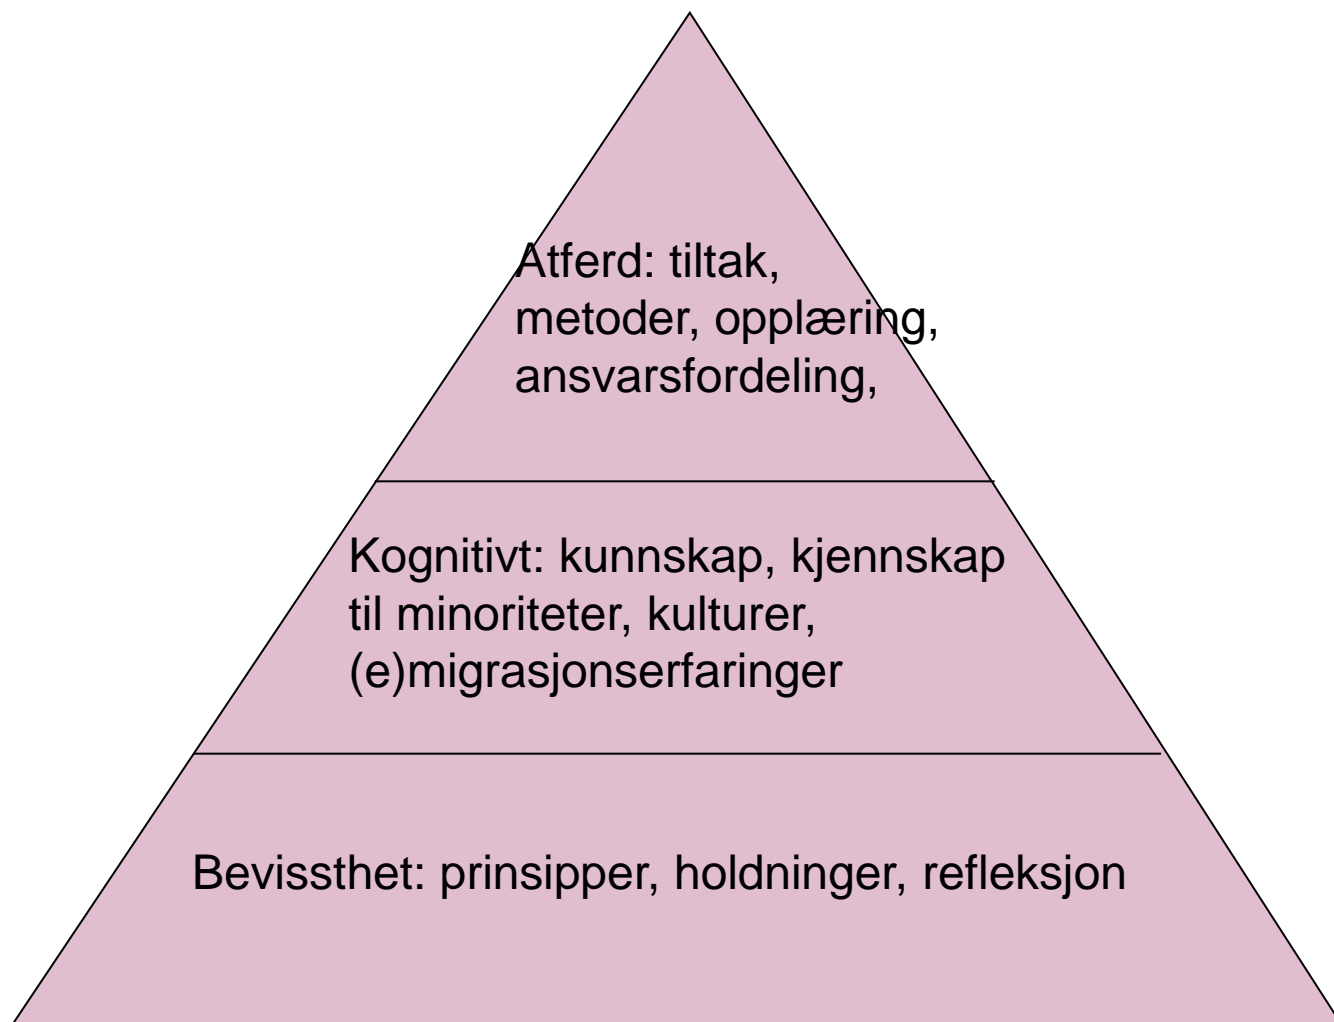 Atferd: tiltak,
metoder, opplæring,
ansvarsfordeling,
Kognitivt: kunnskap, kjennskap
til minoriteter, kulturer,
(e)migrasjonserfaringer
Bevissthet: prinsipper, holdninger, refleksjon